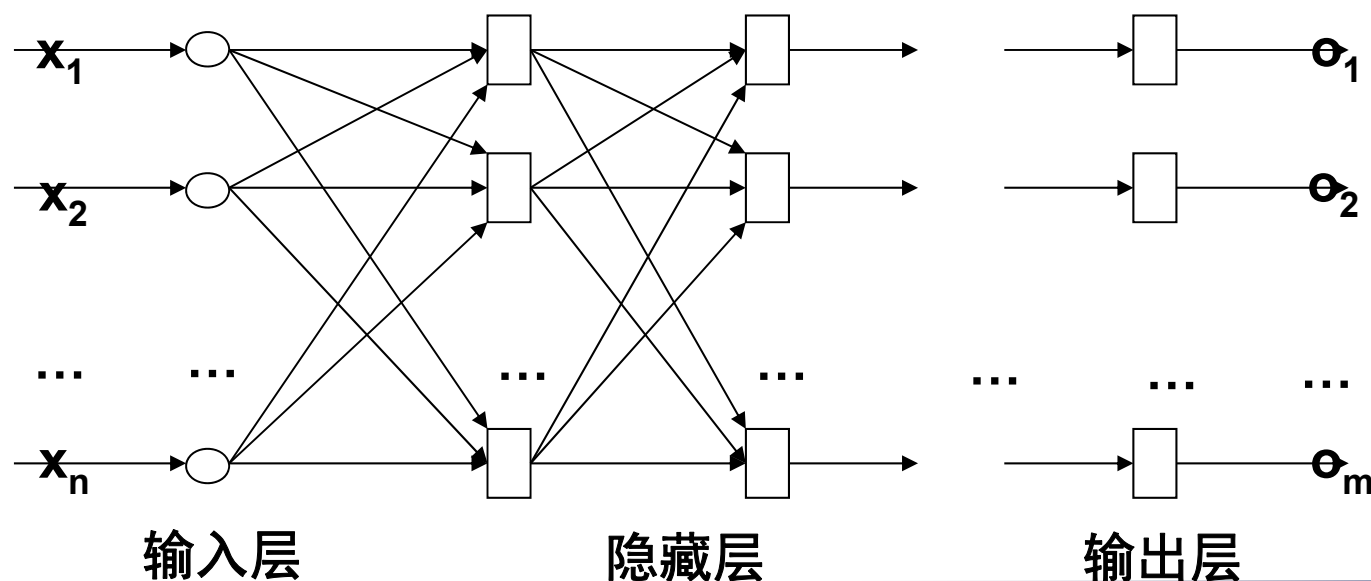 x₁ o₁
x₂ o₂
… … … … … … …
xₙ oₘ
输入层 隐藏层 输出层